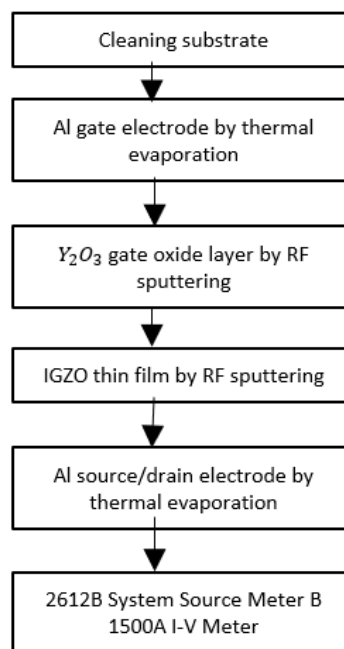 Cleaning substrate
Al gate electrode by thermal
evaporation
Y₂O₃ gate oxide layer by RF
sputtering
IGZO thin film by RF sputtering
Al source/drain electrode by
thermal evaporation
2612B System Source Meter B
1500A I-V Meter